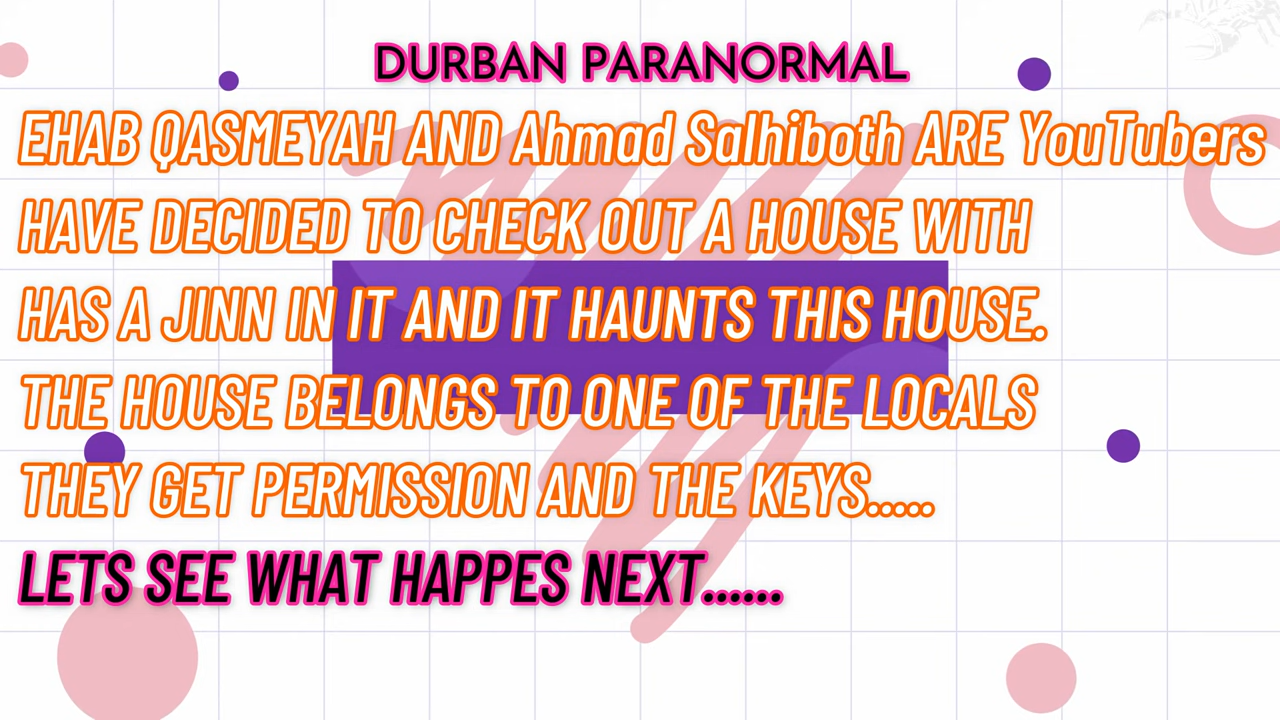 DURBAN PARANORMAL
EHAB QASMEYAH AND Ahmad Salhiboth ARE YouTubers
HAVE DECIDED TO CHECK OUT A HOUSE WITH
HAS A JINN IN IT AND IT HAUNTS THIS HOUSE.
THE HOUSE BELONGS TO ONE OF THE LOCALS
THEY GET PERMISSION AND THE KEYS.....
LETS SEE WHAT HAPPES NEXT......